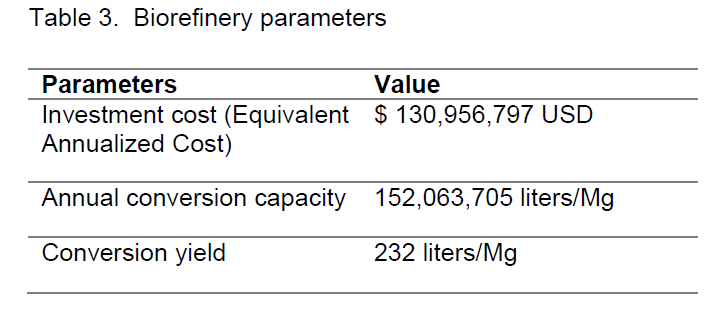 Table 3.  Biorefinery parameters
Parameters Value
Investment cost (Equivalent $ 130,956,797 USD
Annualized Cost)
Annual conversion capacity 152,063,705 liters/Mg
Conversion yield 232 liters/Mg